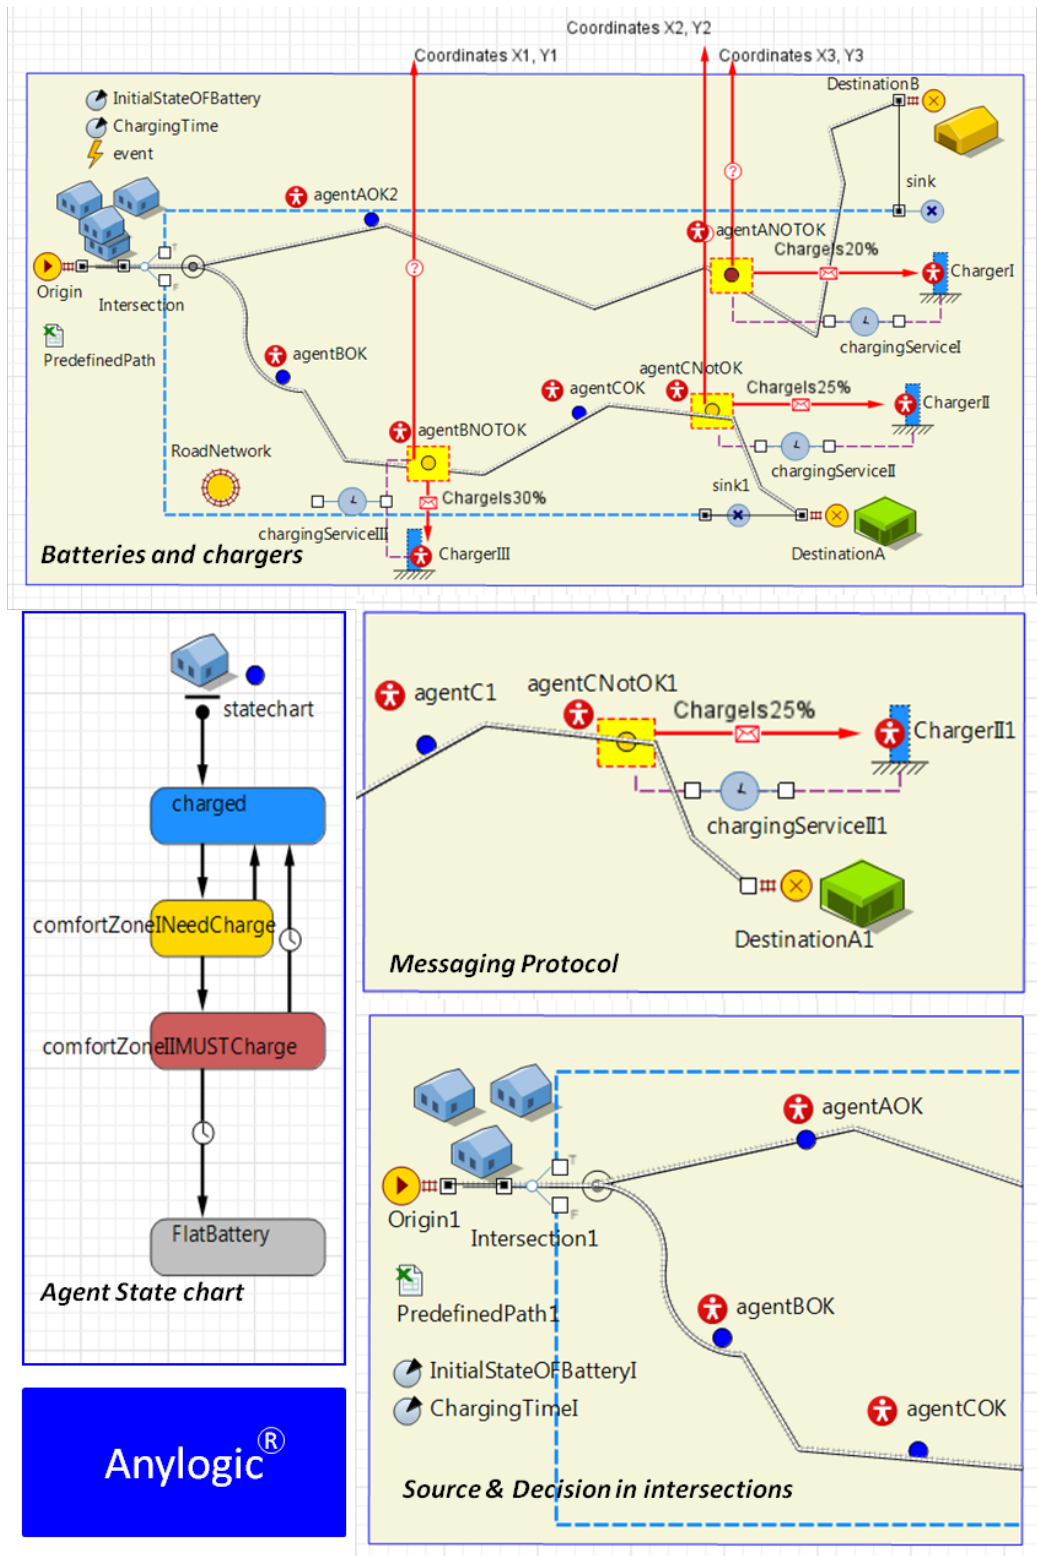 Coordinates X2, Y2
Coordinates X1, Y1
Coordinates X3, Y3
DestinationB
InitialStateOFBattery
ChargingTime
event
sink
agentAOK2
agentANOTOK
ChargeIs20%
ChargerI
Origin
Intersection
T
F
PredefinedPath
chargingServiceI
agentBOK
agentCNotOK
agentCOK
ChargeIs25%
ChargerII
agentBNOTOK
RoadNetwork
chargingServiceII
sink1
ChargeIs30%
chargingServiceIII
ChargerIII
DestinationA
Batteries and chargers
statechart
charged
comfortZoneINeedCharge
comfortZoneIIMUSTCharge
FlatBattery
Agent State chart
agentC1
agentCNotOK1
ChargeIs25%
ChargerII1
chargingServiceII1
DestinationA1
Messaging Protocol
agentAOK
T
F
Origin1
Intersection1
PredefinedPath1
agentBOK
InitialStateOFBatteryI
ChargingTimeI
agentCOK
Source & Decision in intersections
Anylogic®